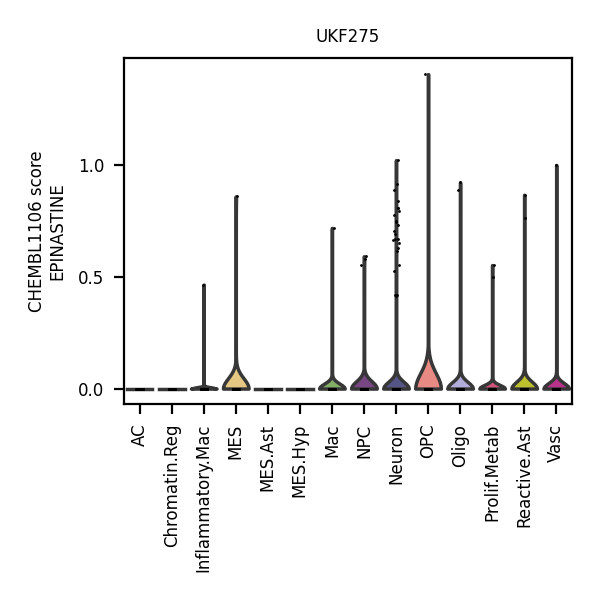 UKF275
CHEMBL1106 score
EPINASTINE
1.0
0.5
0.0
AC
Chromatin.Reg
Inflammatory.Mac
MES
MES.Ast
MES.Hyp
Mac
NPC
Neuron
OPC
Oligo
Prolif.Metab
Reactive.Ast
Vasc